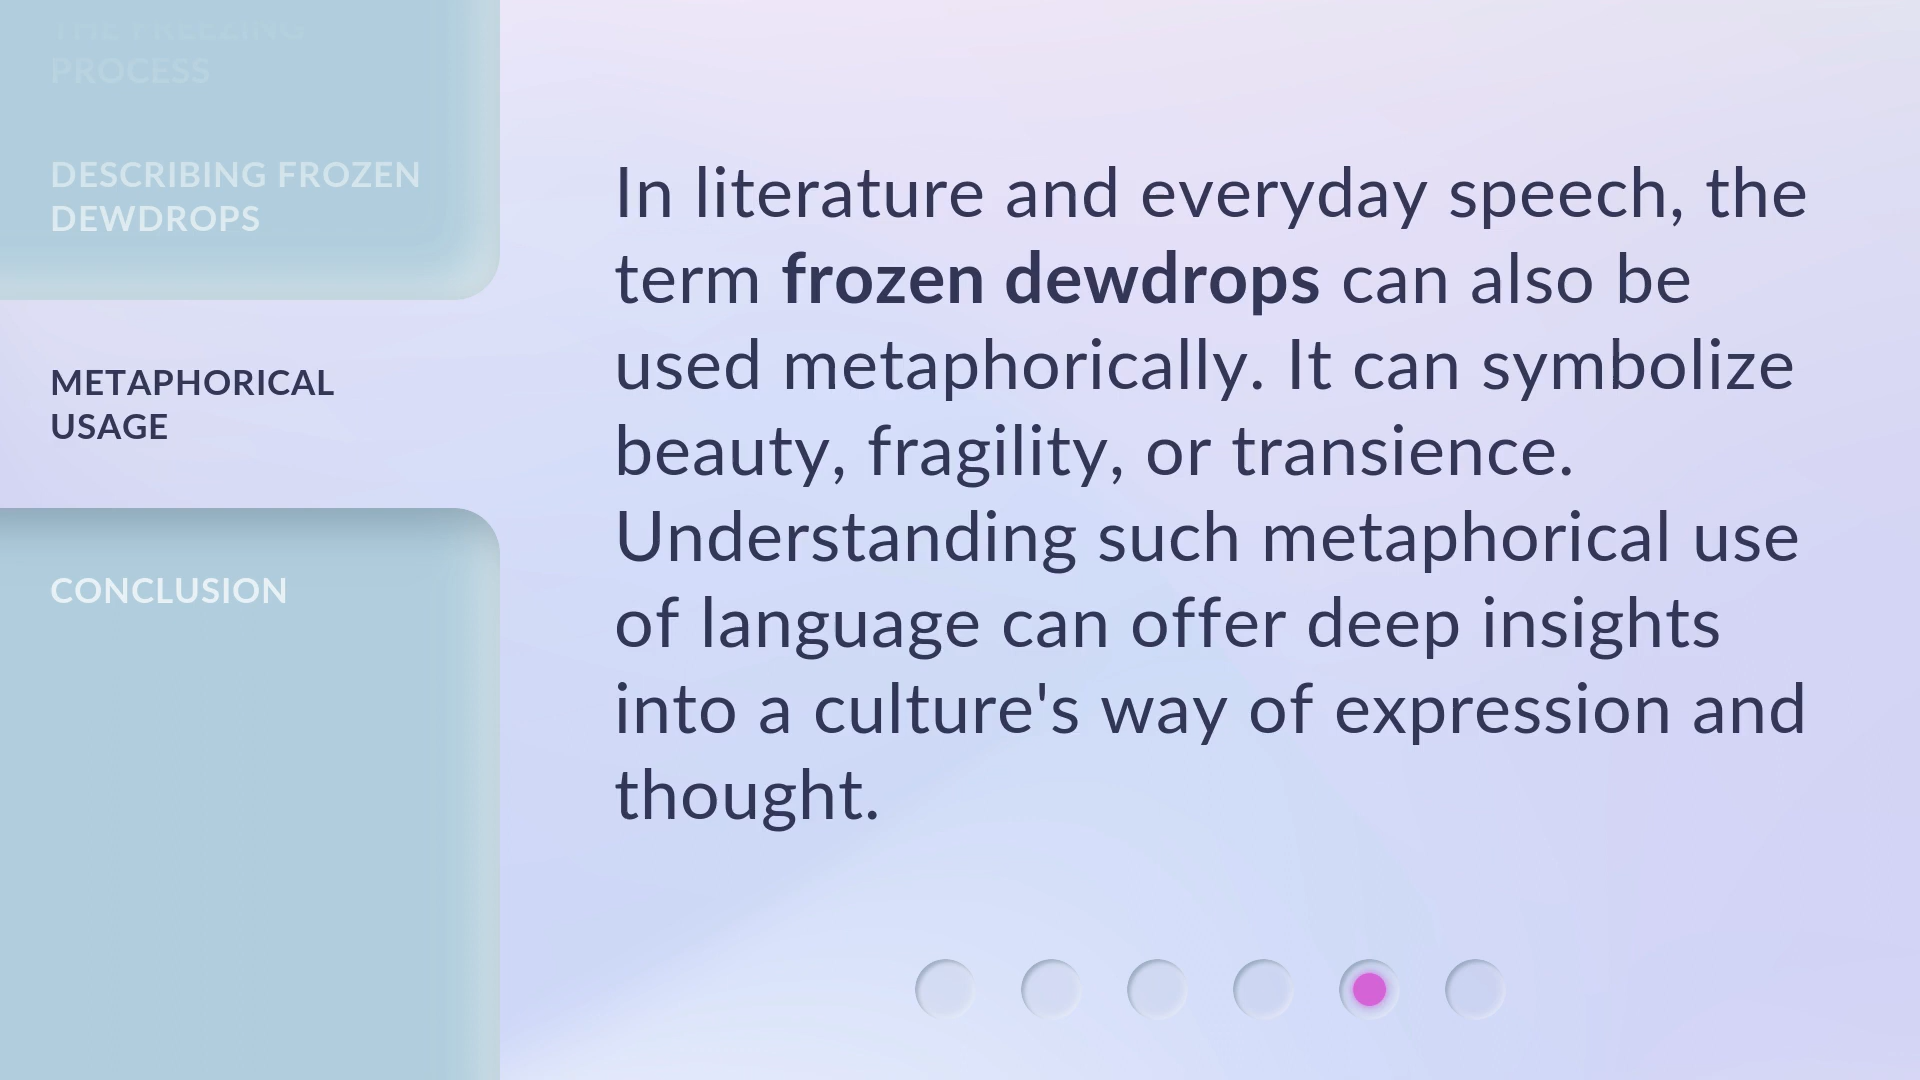 THE FREEZING
PROCESS
DESCRIBING FROZEN
DEWDROPS
METAPHORICAL
USAGE
CONCLUSION
In literature and everyday speech, the
term frozen dewdrops can also be
used metaphorically. It can symbolize
beauty, fragility, or transience.
Understanding such metaphorical use
of language can offer deep insights
into a culture's way of expression and
thought.